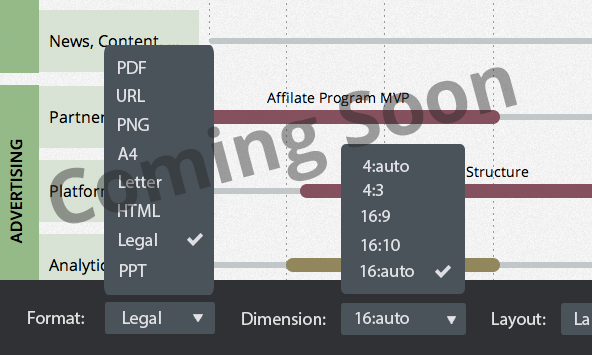 News, Content
PDF
URL
PNG
A4
Letter
HTML
Legal
PPT
Affilate Program MVP
Partner
Coming Soon
4:auto
4:3
16:9
16:10
16:auto
Structure
Platfor
ADVERTISING
Analytic
Format:
Legal
Dimension:
16:auto
Layout:
La